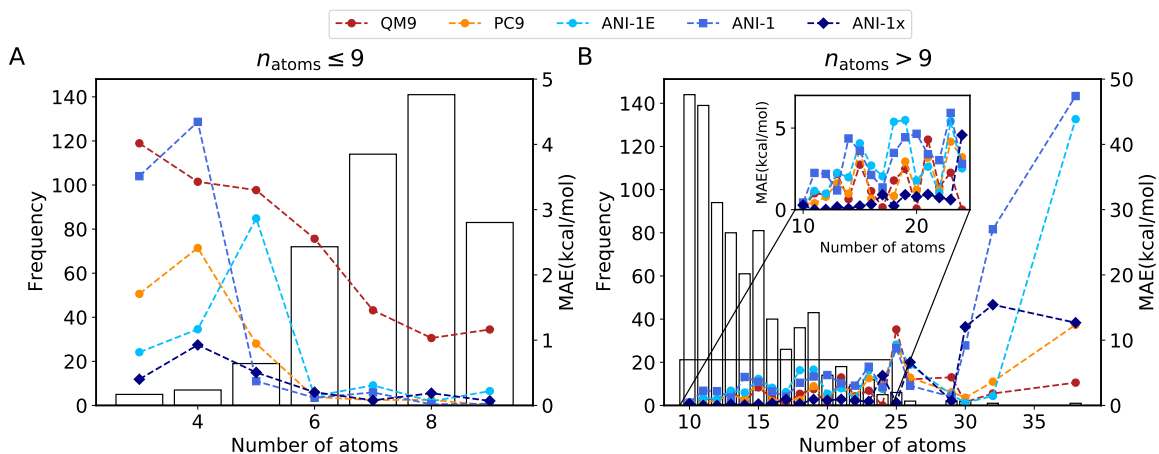 QM9 PC9 ANI-1E ANI-1 ANI-1x
A
n_atoms ≤ 9
Frequency
140
120
100
80
60
40
20
0
4 6 8
Number of atoms
5
4
3
2
1
0
MAE(kcal/mol)
B
n_atoms > 9
Frequency
140
120
100
80
60
40
20
0
10 15 20 25 30 35
Number of atoms
50
40
30
20
10
0
MAE(kcal/mol)
MAE(kcal/mol)
5
0
10 20
Number of atoms